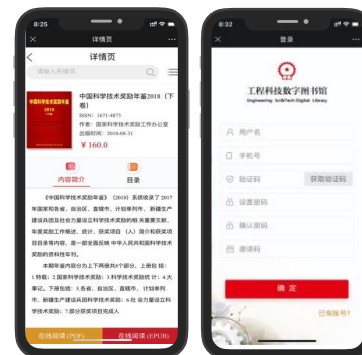 8:25
详情页
详情页
请输入关键词
中国科学技术奖励年鉴
2018
中国科学技术奖励年鉴2018（下
卷）
ISSN：1671-4873
作者：国家科学技术奖励工作办公室
出版时间：2018-08-31
¥ 160.0
内容简介
目录
《中国科学技术奖励年鉴》（2018）系统收录了 2017
年国家和各省、自治区、直辖市、计划单列市、新疆生产
建设兵团及社会力量设立科学技术奖励的相关重要文献、
年度奖励工作概述、统计、获奖项目（人）简介和获奖项
目目录等内容，是一部全面反映 中华人民共和国科学技术
奖励的资料性年刊。
本期年鉴内容分为上下两册共8个部分，上册包括：
1.特载；2.国家科学技术奖励；3.科学技术奖励统计；4.大
事记。下册包括：5.各省、自治区、直辖市、计划单列
市、新疆生产建设兵团科学技术奖励；6.社会力量设立科
学技术奖励；7.部分获奖项目完成人
在线阅读 (PDF)
在线阅读 (EPUB)
8:32
登录
工程科技数字图书馆
Engineering Sci&Tech Digital Library
用户名
手机号
验证码
获取验证码
设置密码
确认密码
邀请码
确 定
已有账号?